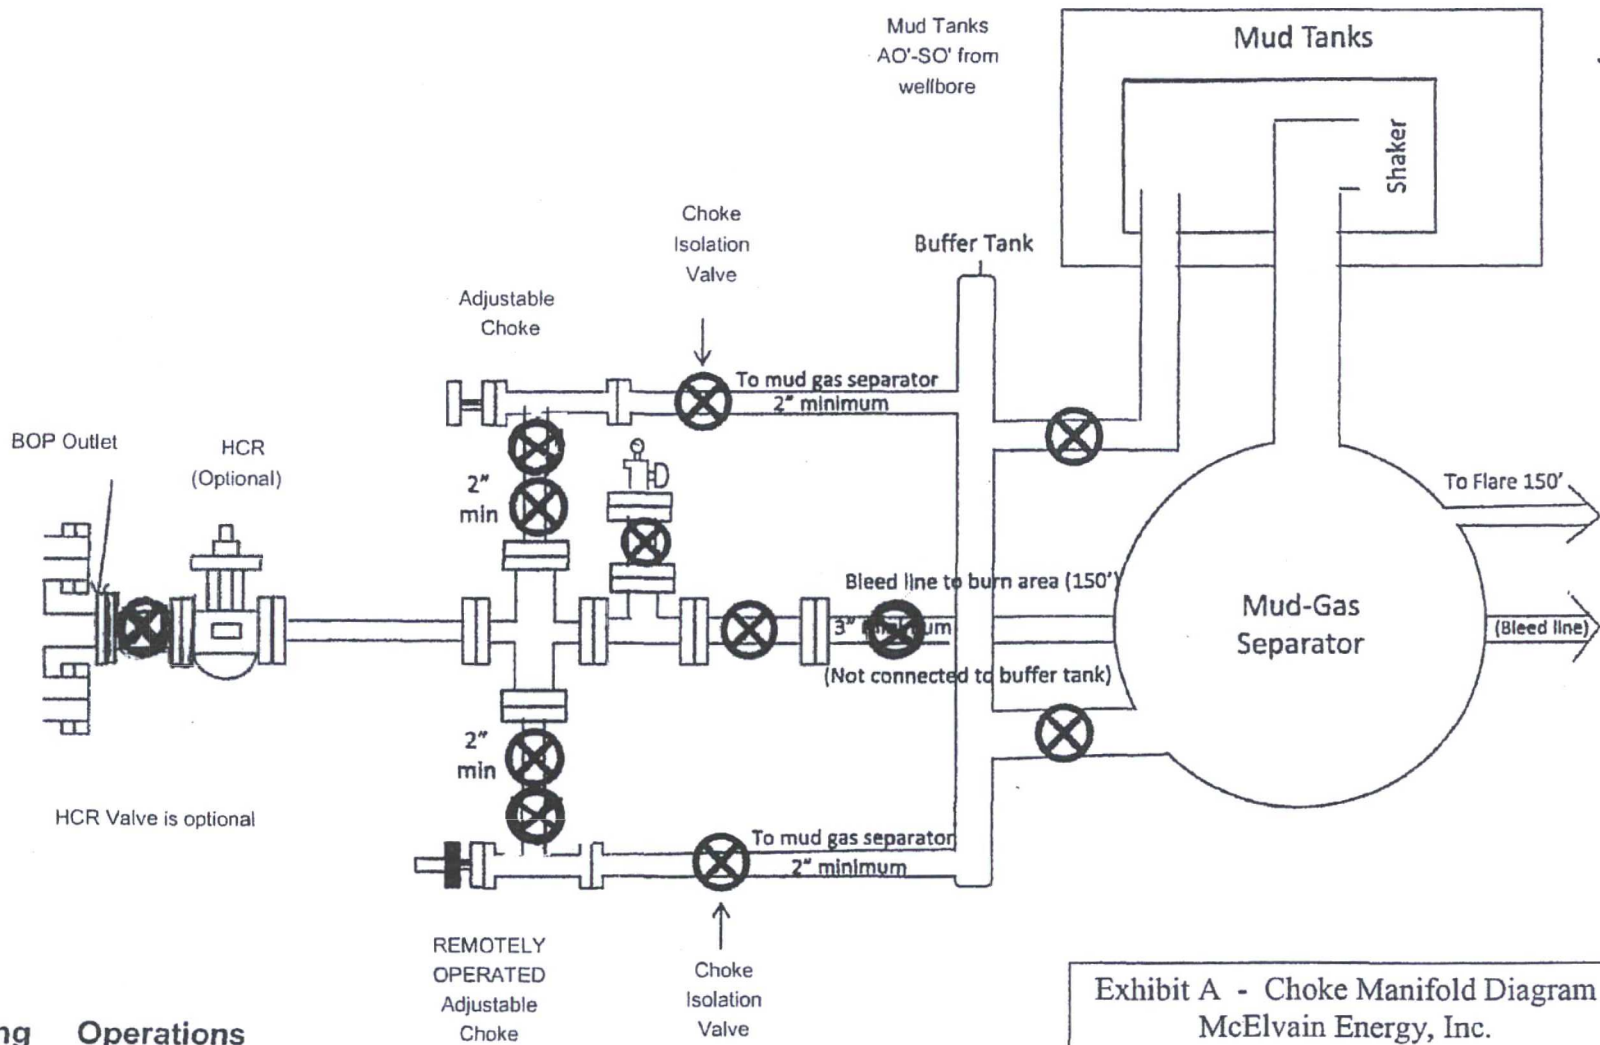 Mud Tanks
AO'-SO' from
wellbore
Mud Tanks
Shaker
Choke
Isolation
Valve
Buffer Tank
Adjustable
Choke
To mud gas separator
2" minimum
BOP Outlet
HCR
(Optional)
2"
min
To Flare 150'
Bleed line to burn area (150')
3" minimum
(Not connected to buffer tank)
Mud-Gas
Separator
(Bleed line)
2"
min
HCR Valve is optional
To mud gas separator
2" minimum
REMOTELY
OPERATED
Adjustable
Choke
Choke
Isolation
Valve
Exhibit A - Choke Manifold Diagram
McElvain Energy, Inc.
ng Operations